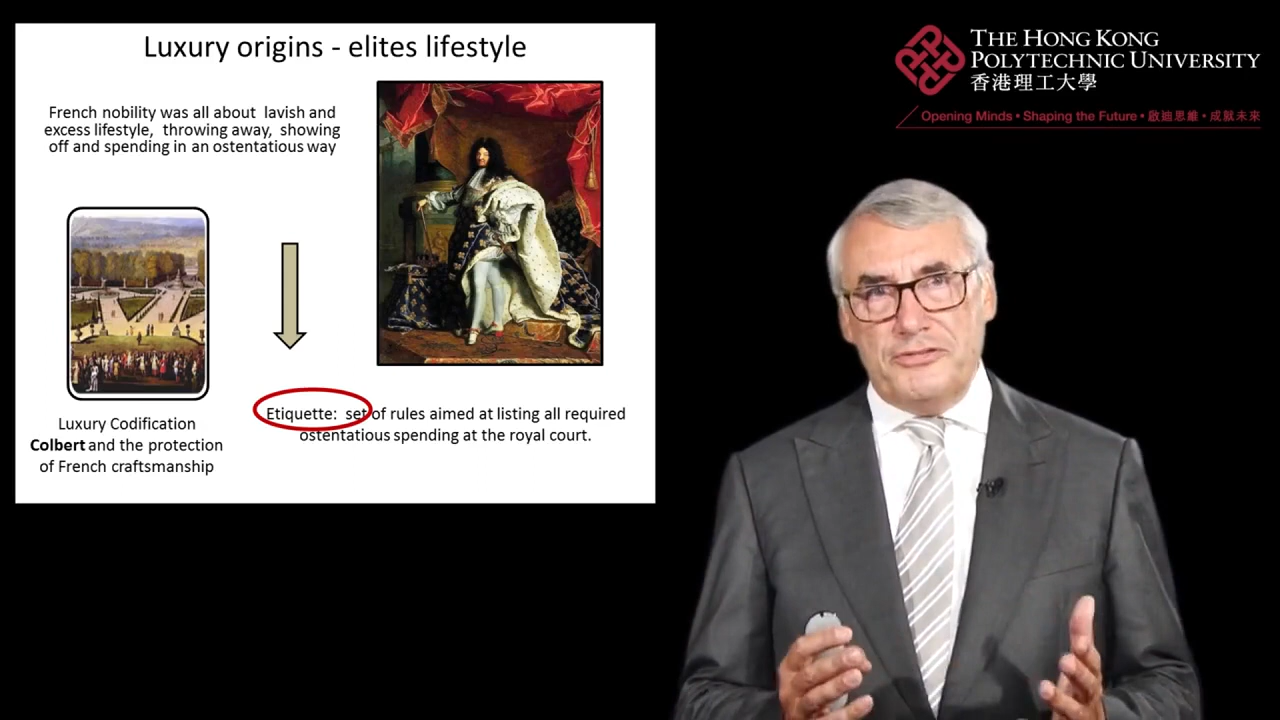 Luxury origins - elites lifestyle
French nobility was all about lavish and
excess lifestyle, throwing away, showing
off and spending in an ostentatious way
Luxury Codification
Colbert and the protection
of French craftsmanship
Etiquette: set of rules aimed at listing all required
ostentatious spending at the royal court.
THE HONG KONG
POLYTECHNIC UNIVERSITY
香港理工大學
Opening Minds • Shaping the Future • 啟迪思維 • 成就未來